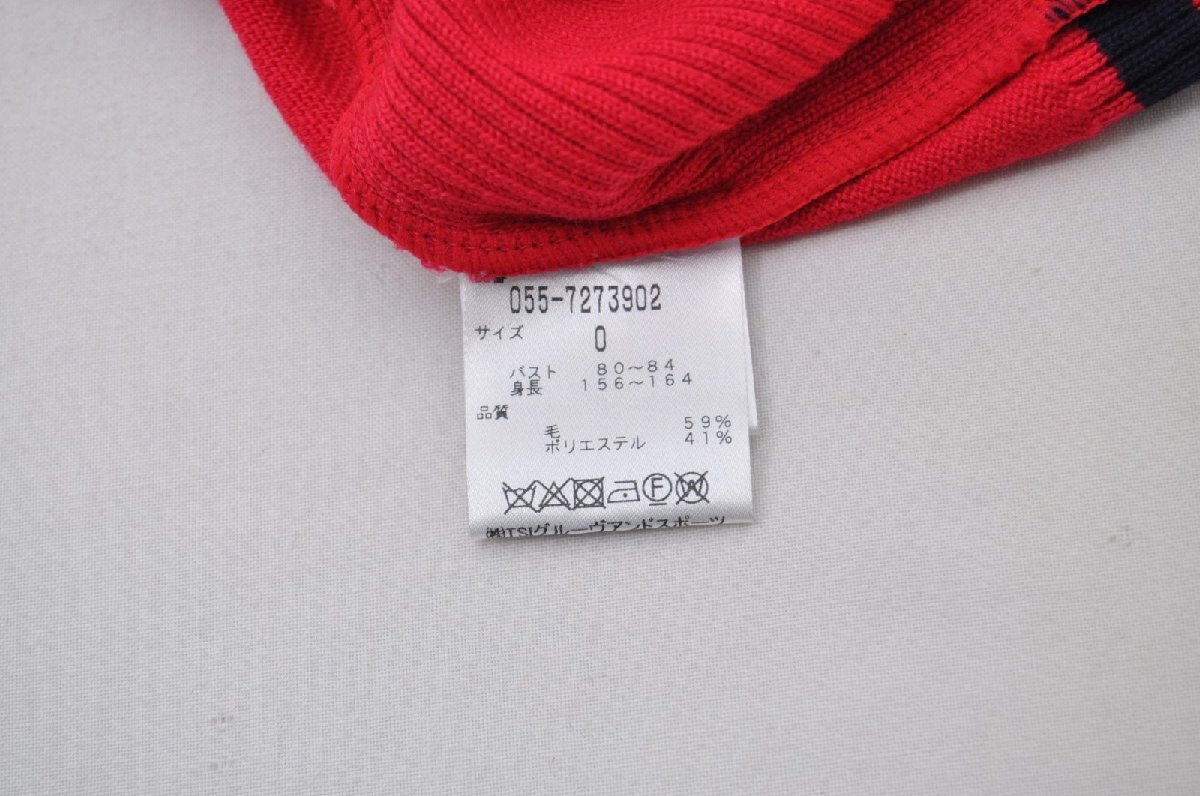 055-7273902
サイズ 0
バスト 80~84
身長 156~164
品質
毛 59%
ポリエステル 41%
F W
㈱TSIグルーヴアンドスポーツ